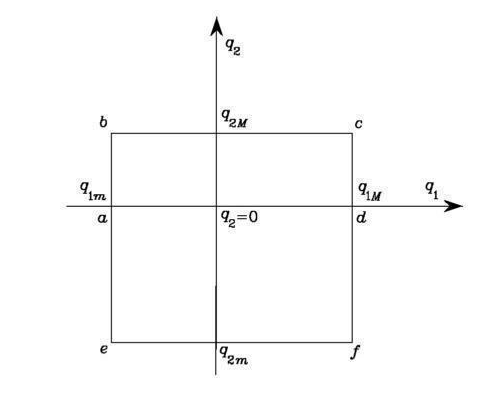 q₂
b q₂M c
q₁m q₁M q₁
a q₂=0 d
e q₂m f